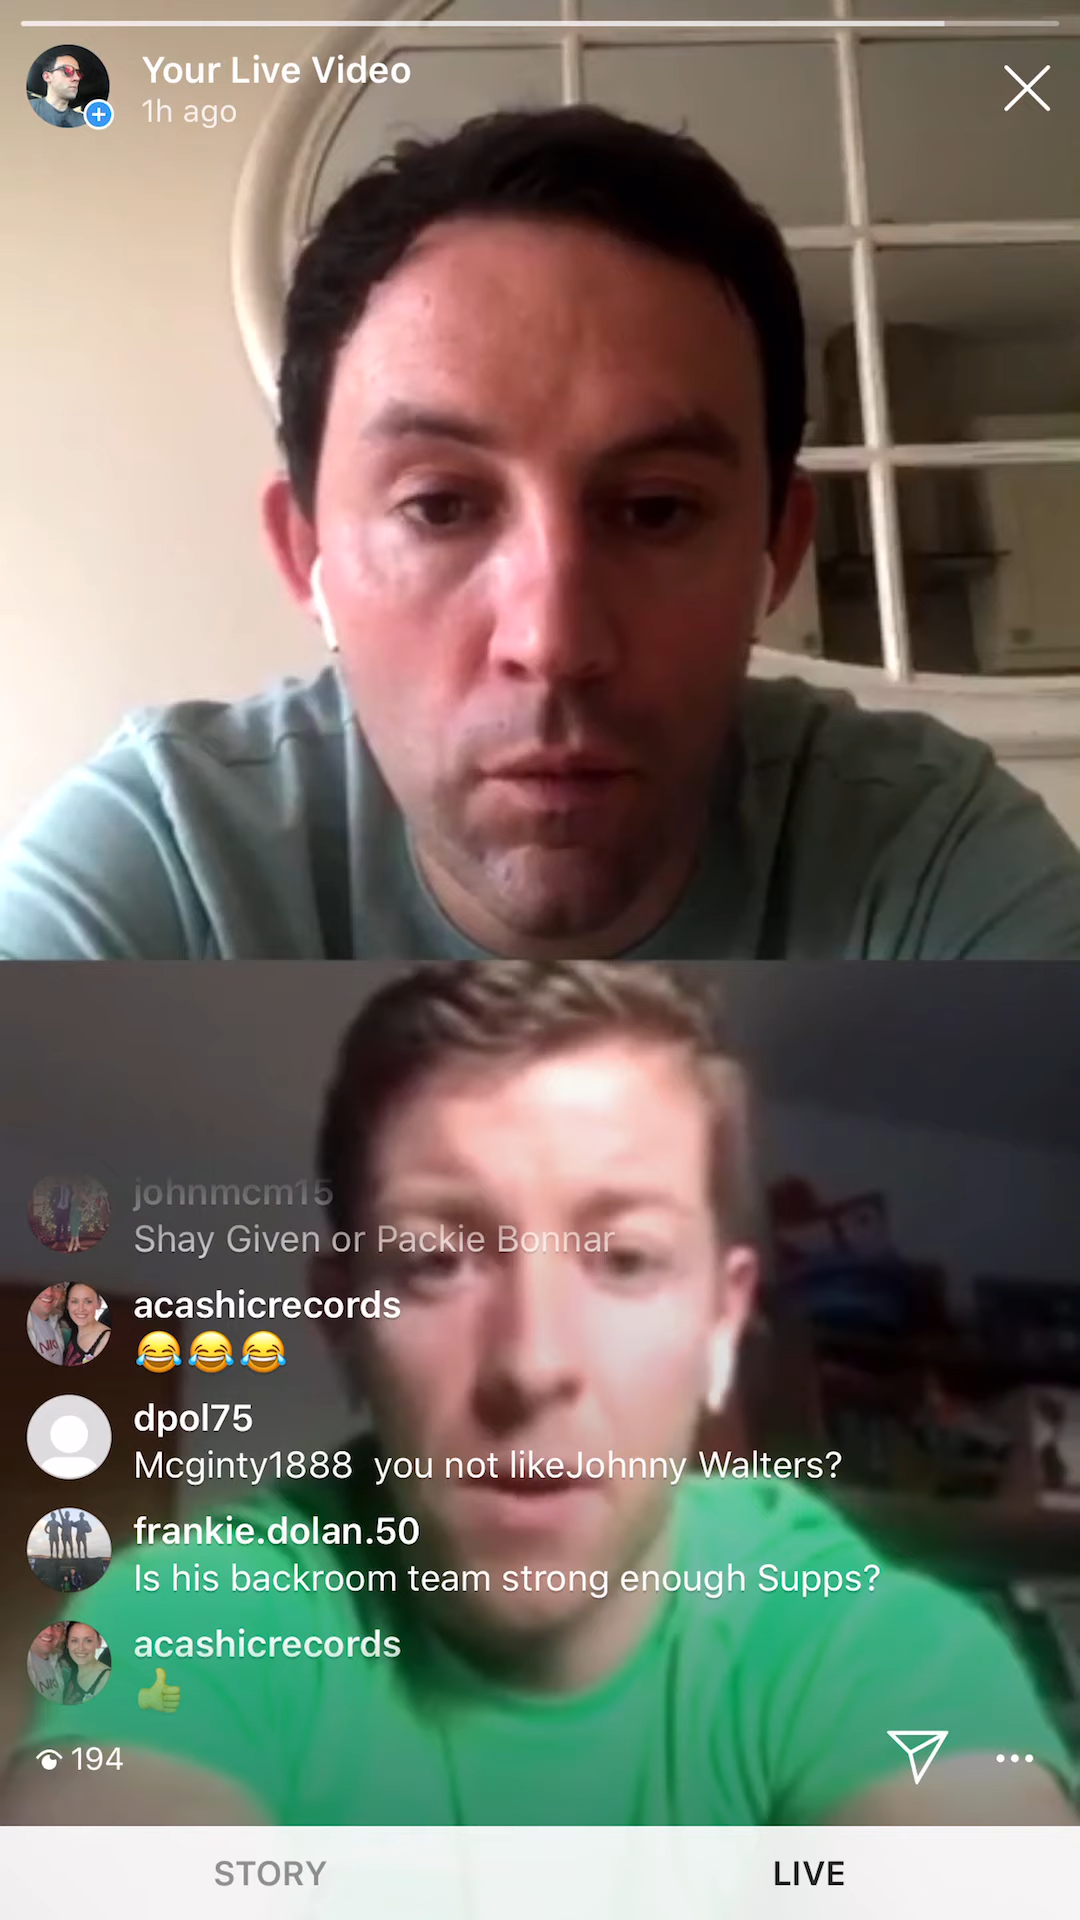 Your Live Video
1h ago
johnmcm15
Shay Given or Packie Bonnar
acashicrecords
😂😂😂
dpol75
Mcginty1888  you not likeJohnny Walters?
frankie.dolan.50
Is his backroom team strong enough Supps?
acashicrecords
👍
194
STORY
LIVE